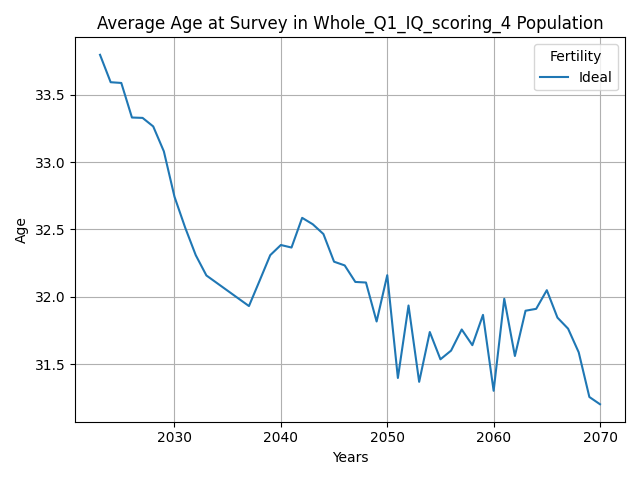 Average Age at Survey in Whole_Q1_IQ_scoring_4 Population
Fertility
Ideal
33.5
33.0
32.5
32.0
31.5
Age
2030 2040 2050 2060 2070
Years